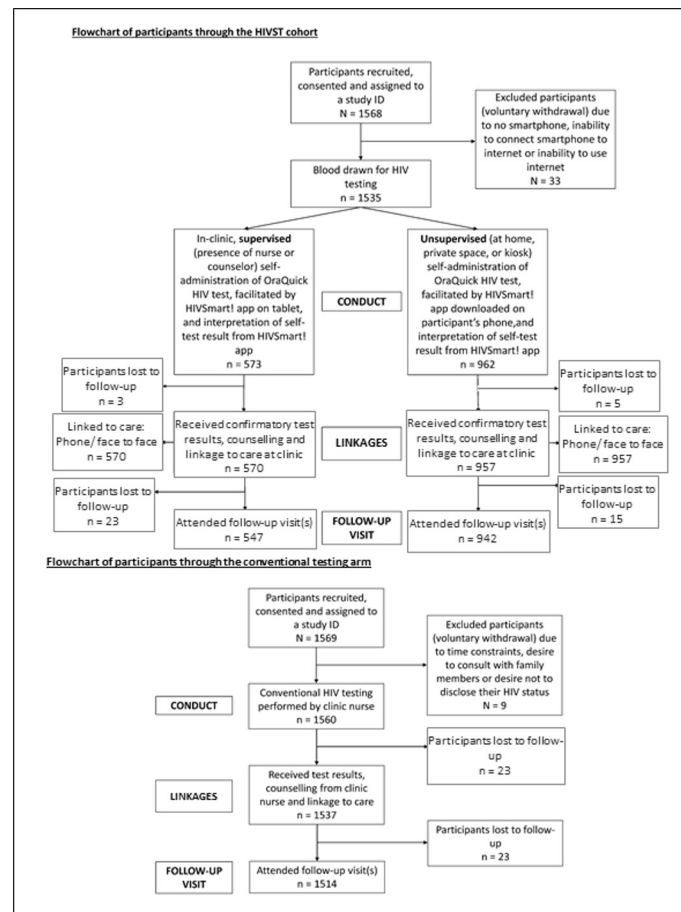 Flowchart of participants through the HIVST cohort
Participants recruited,
consented and assigned to
a study ID
N = 1568
Excluded participants
(voluntary withdrawal) due
to no smartphone, inability
to connect smartphone to
internet or inability to use
internet
N = 33
Blood drawn for HIV
testing
n = 1535
In-clinic, supervised
(presence of nurse or
counselor) self-
administration of OraQuick
HIV test, facilitated by
HIVSmart! app on tablet,
and interpretation of self-
test result from HIVSmart!
app
n = 573
CONDUCT
Unsupervised (at home,
private space, or kiosk)
self-administration of
OraQuick HIV test,
facilitated by HIVSmart!
app downloaded on
participant's phone,and
interpretation of self-test
result from HIVSmart! app
n = 962
Participants lost to
follow-up
n = 3
Participants lost to
follow-up
n = 5
Linked to care:
Phone/ face to face
n = 570
Received confirmatory test
results, counselling and
linkage to care at clinic
n = 570
LINKAGES
Received confirmatory test
results, counselling and
linkage to care at clinic
n = 957
Linked to care:
Phone/ face to face
n = 957
Participants lost to
follow-up
n = 23
Participants lost to
follow-up
n = 15
Attended follow-up visit(s)
n = 547
FOLLOW-UP
VISIT
Attended follow-up visit(s)
n = 942
Flowchart of participants through the conventional testing arm
Participants recruited,
consented and assigned to
a study ID
N = 1569
Excluded participants
(voluntary withdrawal) due
to time constraints, desire
to consult with family
members or desire not to
disclose their HIV status
N = 9
CONDUCT
Conventional HIV testing
performed by clinic nurse
n = 1560
Participants lost to follow-
up
n = 23
LINKAGES
Received test results,
counselling from clinic
nurse and linkage to care
n = 1537
Participants lost to follow-
up
n = 23
FOLLOW-UP
VISIT
Attended follow-up visit(s)
n = 1514